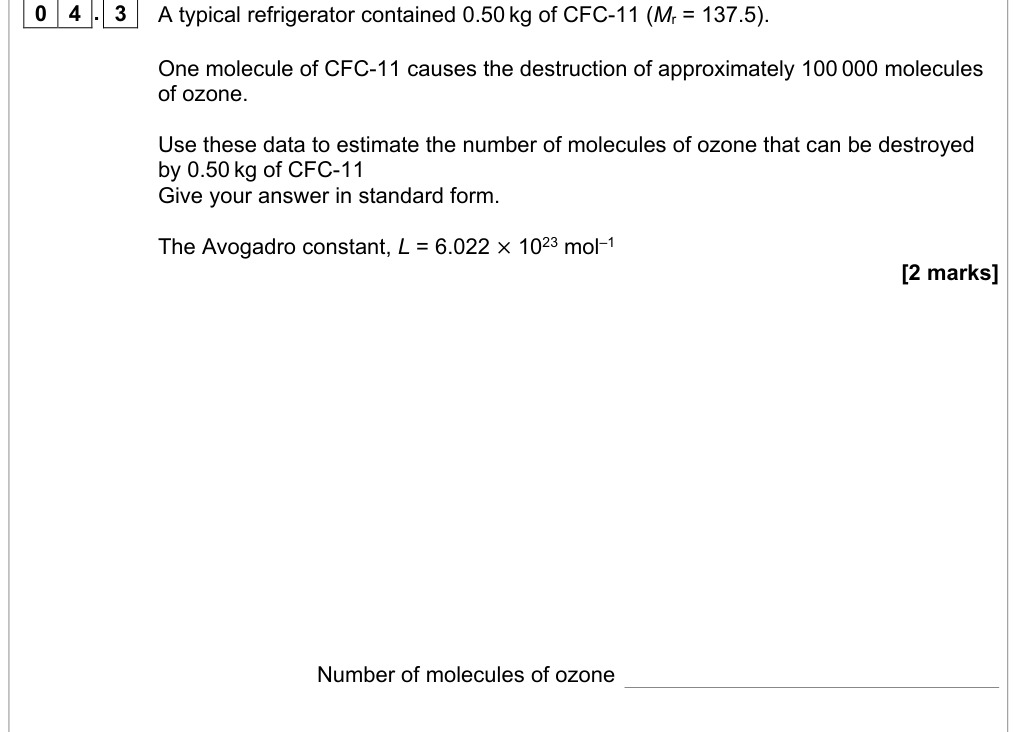 0 4 . 3 A typical refrigerator contained 0.50 kg of CFC-11 (Mᵣ = 137.5).
One molecule of CFC-11 causes the destruction of approximately 100 000 molecules
of ozone.
Use these data to estimate the number of molecules of ozone that can be destroyed
by 0.50 kg of CFC-11
Give your answer in standard form.
The Avogadro constant, L = 6.022 × 10²³ mol⁻¹
[2 marks]
Number of molecules of ozone